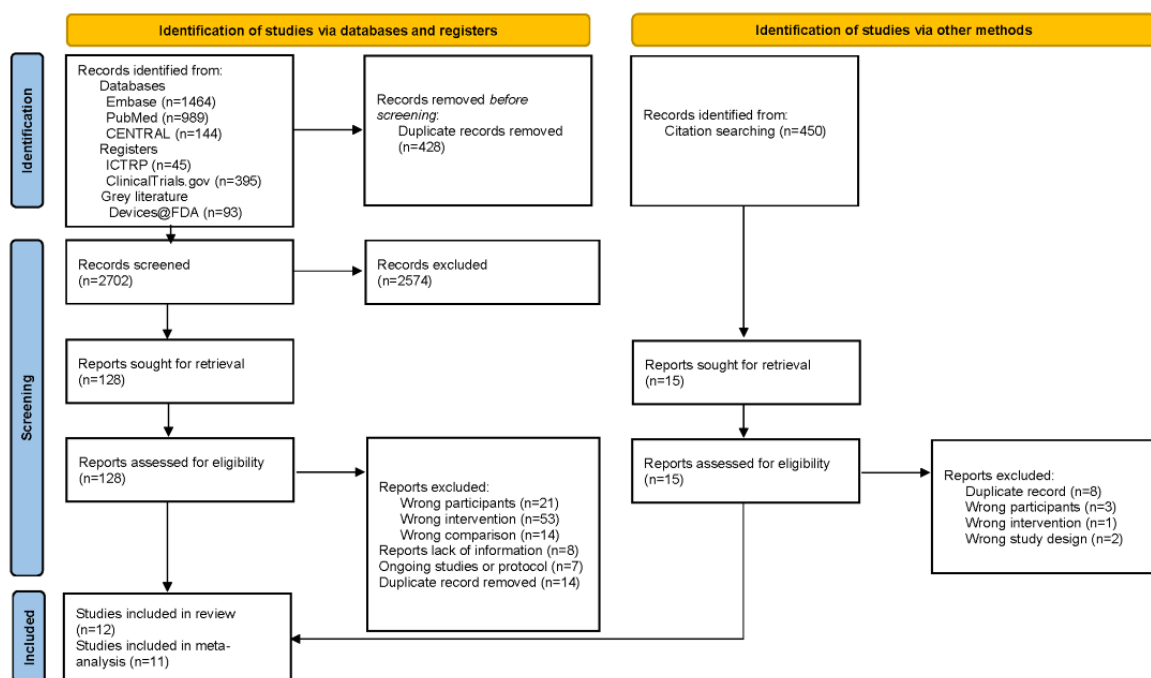 Identification of studies via databases and registers
Identification of studies via other methods
Identification
Records identified from:
Databases
Embase (n=1464)
PubMed (n=989)
CENTRAL (n=144)
Registers
ICTRP (n=45)
ClinicalTrials.gov (n=395)
Grey literature
Devices@FDA (n=93)
Records removed before
screening:
Duplicate records removed
(n=428)
Records identified from:
Citation searching (n=450)
Screening
Records screened
(n=2702)
Records excluded
(n=2574)
Reports sought for retrieval
(n=128)
Reports sought for retrieval
(n=15)
Reports assessed for eligibility
(n=128)
Reports excluded:
Wrong participants (n=21)
Wrong intervention (n=53)
Wrong comparison (n=14)
Reports lack of information (n=8)
Ongoing studies or protocol (n=7)
Duplicate record removed (n=14)
Reports assessed for eligibility
(n=15)
Reports excluded:
Duplicate record (n=8)
Wrong participants (n=3)
Wrong intervention (n=1)
Wrong study design (n=2)
Included
Studies included in review
(n=12)
Studies included in meta-
analysis (n=11)